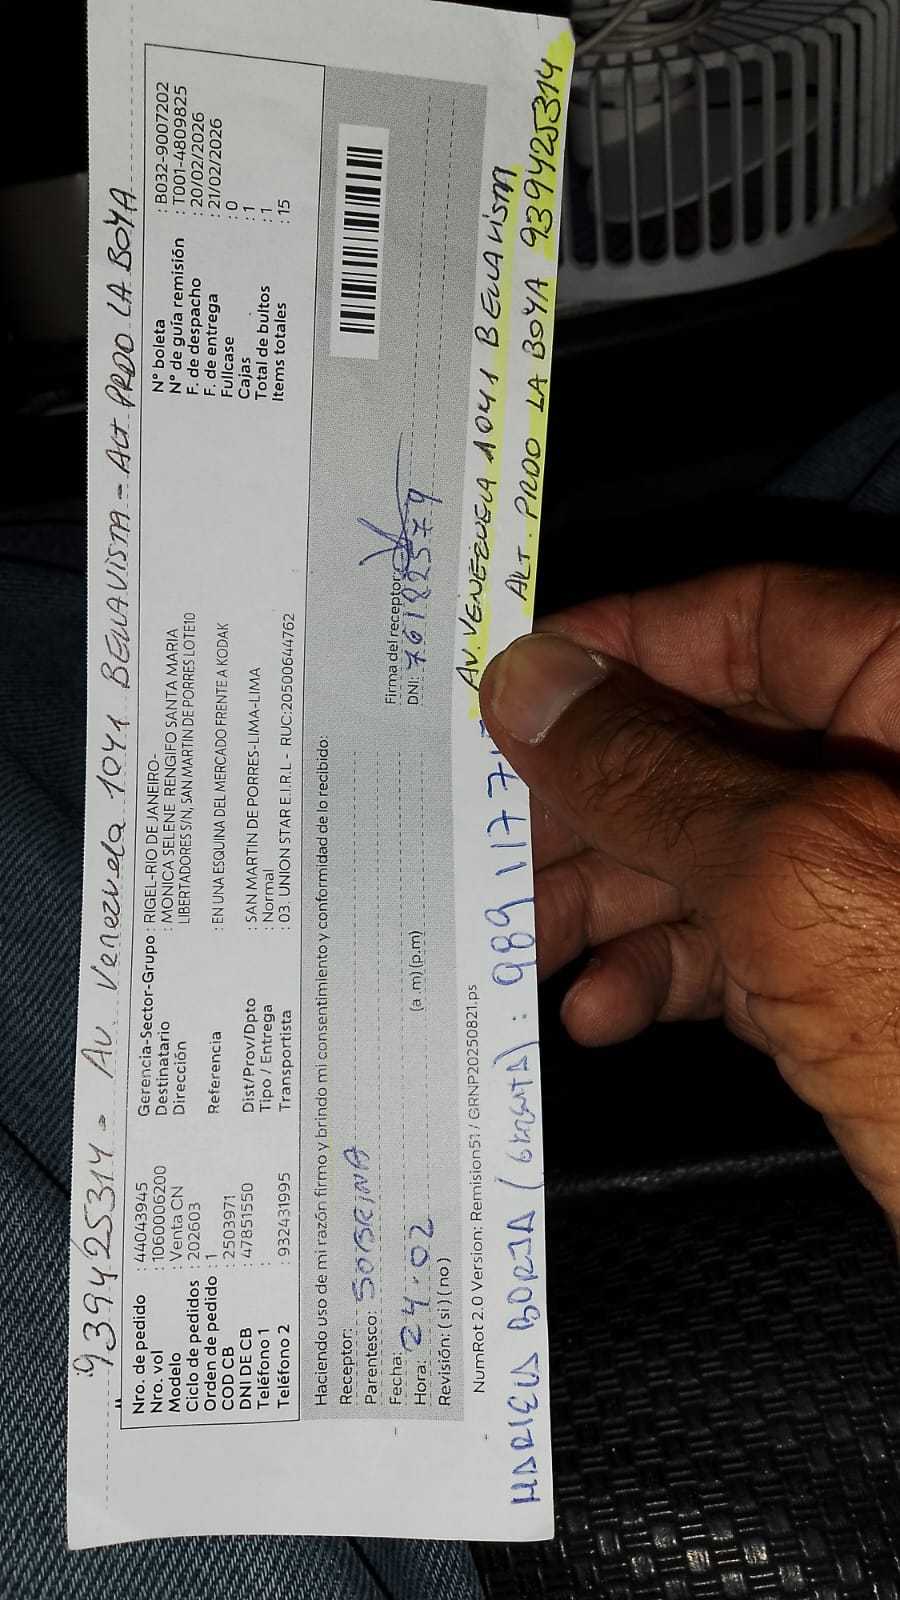 939425314 - Av. Venezuela 1041 BELLAVISTA - ALT. PRDO LA BOYA
Nro. de pedido : 44043945
Nro. vol : 1060006200
Modelo : Venta CN
Ciclo de pedidos : 202603
Orden de pedido : 1
COD CB : 2503971
DNI DE CB : 47851550
Teléfono 1 :
Teléfono 2 : 932431995
Gerencia-Sector-Grupo : RIGEL-RIO DE JANEIRO-
Destinatario : MONICA SELENE RENGIFO SANTA MARIA
Dirección LIBERTADORES S/N, SAN MARTIN DE PORRES LOTE10
Referencia : EN UNA ESQUINA DEL MERCADO FRENTE A KODAK
Dist/Prov/Dpto : SAN MARTIN DE PORRES-LIMA-LIMA
Tipo / Entrega : Normal
Transportista : 03. UNION STAR E.I.R.L - RUC:20500644762
N° boleta : B032-9007202
N° de guía remisión : T001-4809825
F. de despacho : 20/02/2026
F. de entrega : 21/02/2026
Fullcase : 0
Cajas : 1
Total de bultos : 1
Items totales : 15
Haciendo uso de mi razón firmo y brindo mi consentimiento y conformidad de lo recibido:
Receptor:
Parentesco: SOBRINA
Fecha: 24-02
Hora: (a.m) (p.m)
Revisión: ( si ) ( no )
Firma del receptor:
DNI: 76182579
NumRot 2.0 Version: Remision51 / GRNP20250821.ps
AV. VENEZUELA 1041 BELLAVISTA
ALT. PRDO LA BOYA 939425314
BORJA : 989 117 7